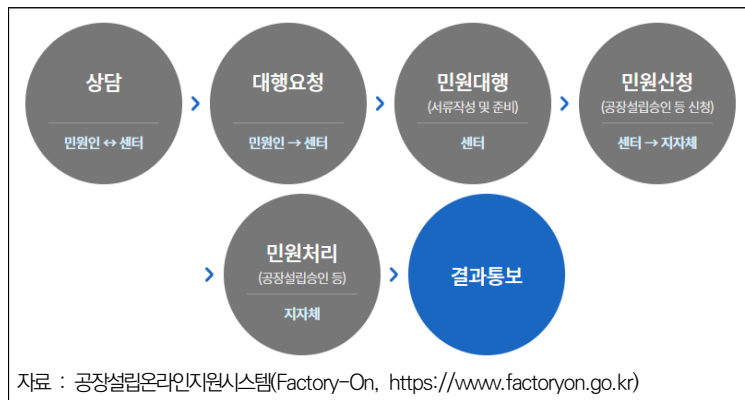 상담
민원인 ↔ 센터
대행요청
민원인 → 센터
민원대행
(서류작성 및 준비)
센터
민원신청
(공장설립승인 등 신청)
센터 → 지자체
민원처리
(공장설립승인 등)
지자체
결과통보
자료 : 공장설립온라인지원시스템(Factory-On, https://www.factoryon.go.kr)